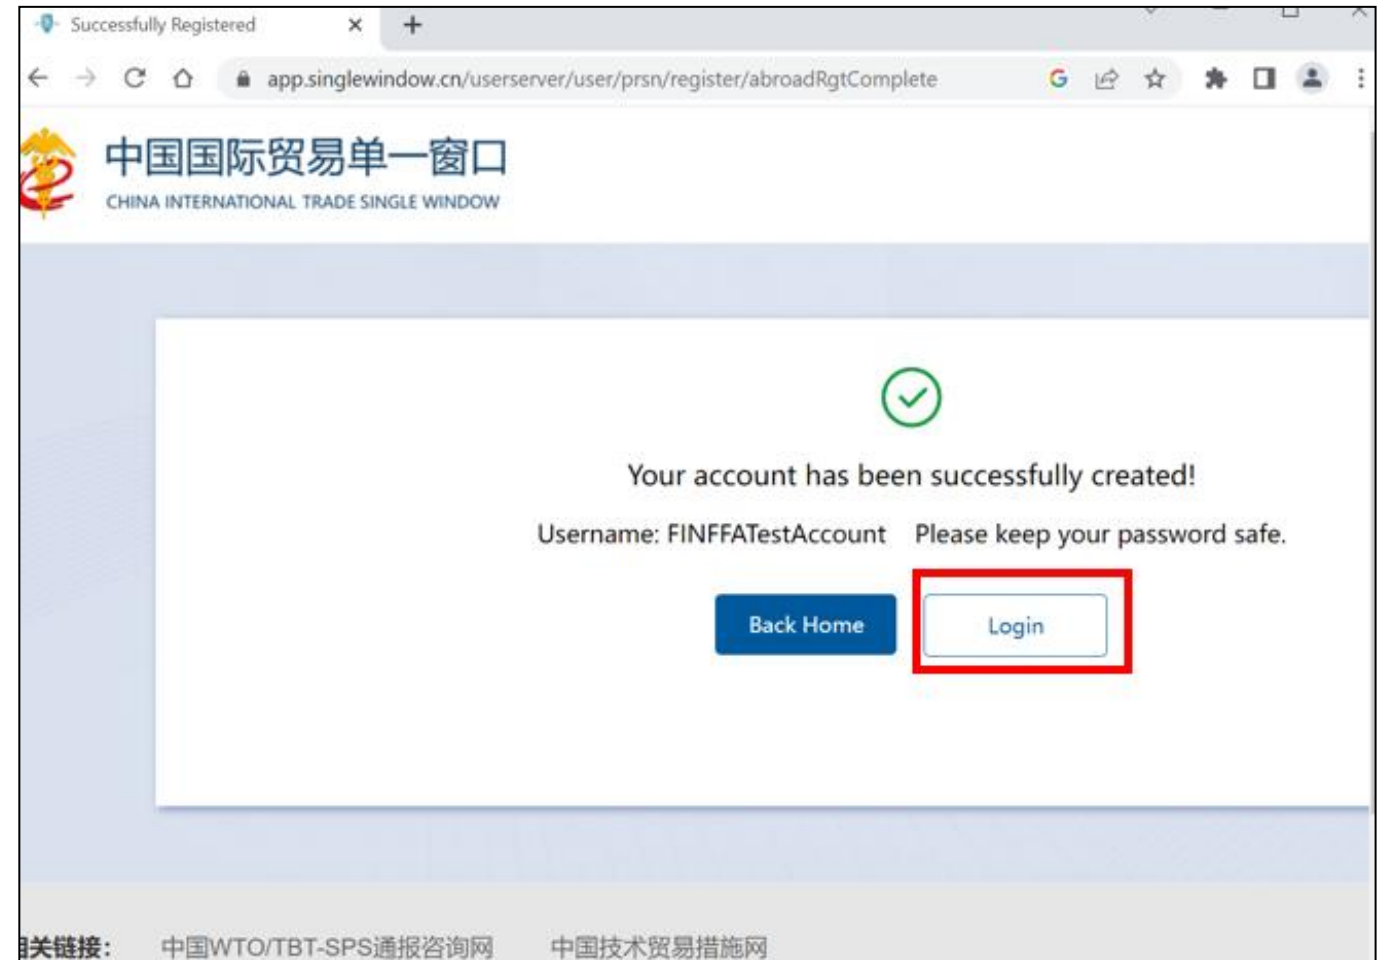 Successfully Registered
app.singlewindow.cn/userserver/user/prsn/register/abroadRgtComplete
中国国际贸易单一窗口
CHINA INTERNATIONAL TRADE SINGLE WINDOW
Your account has been successfully created!
Username: FINFFATestAccount Please keep your password safe.
Back Home Login
相关链接： 中国WTO/TBT-SPS通报咨询网 中国技术贸易措施网